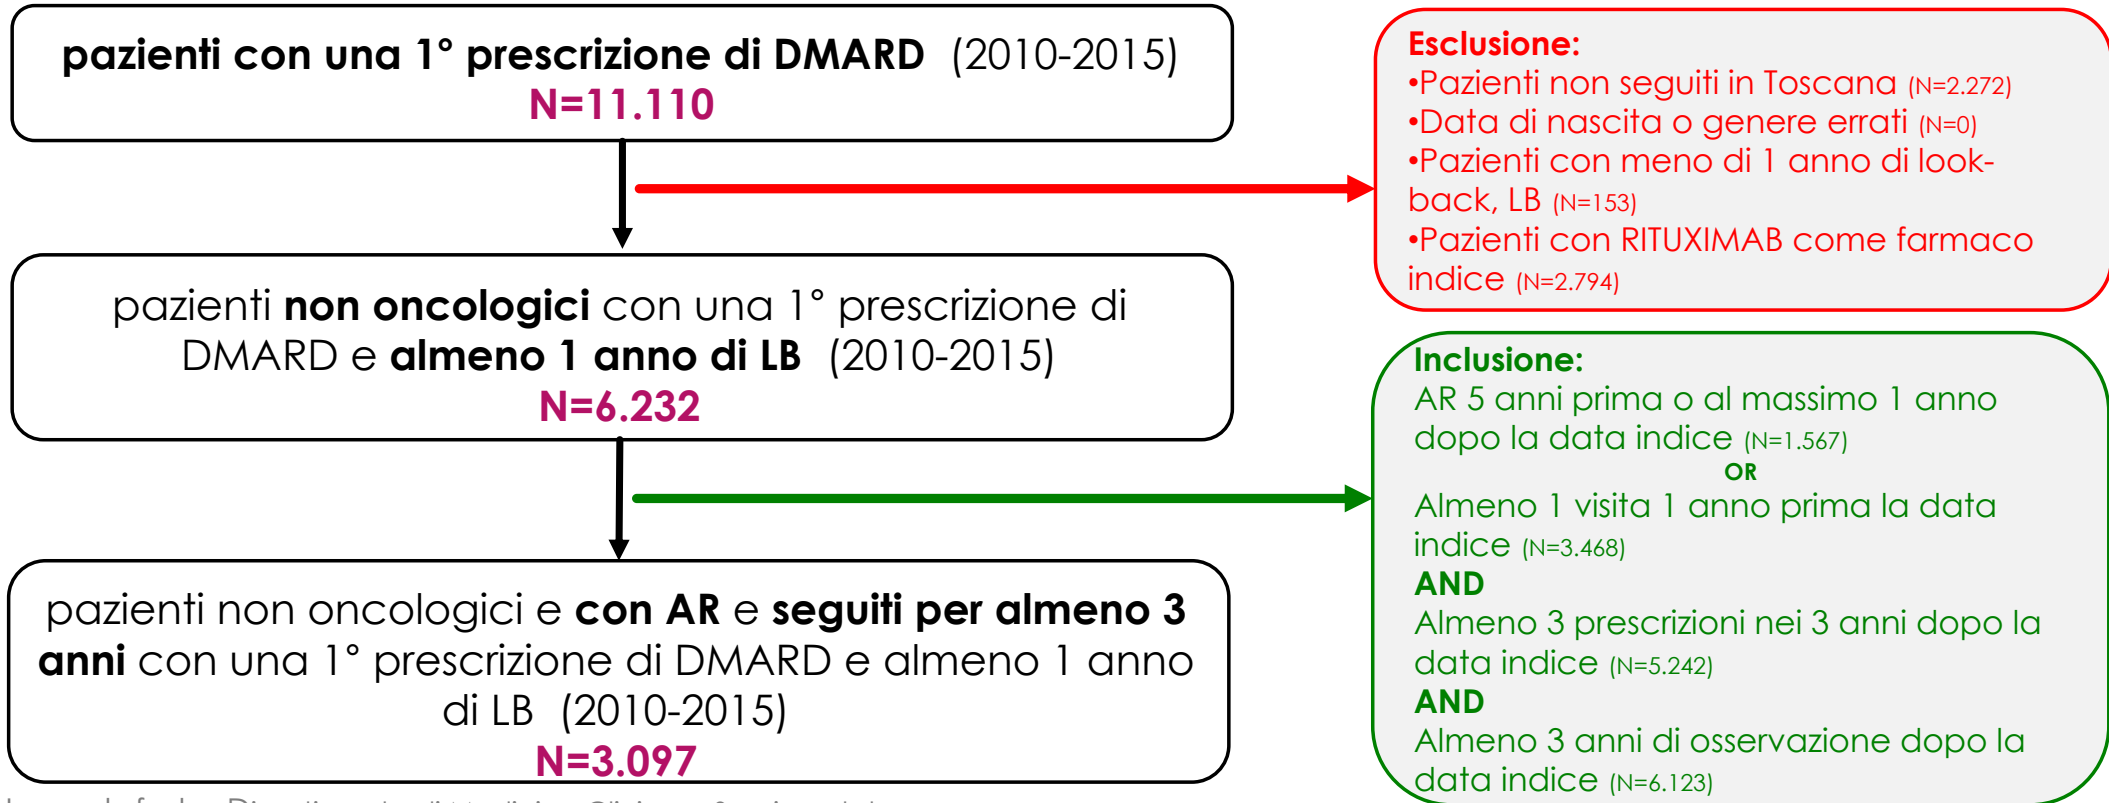 pazienti con una 1° prescrizione di DMARD (2010-2015)
N=11.110
Esclusione:
•Pazienti non seguiti in Toscana (N=2.272)
•Data di nascita o genere errati (N=0)
•Pazienti con meno di 1 anno di look-
back, LB (N=153)
•Pazienti con RITUXIMAB come farmaco
indice (N=2.794)
pazienti non oncologici con una 1° prescrizione di
DMARD e almeno 1 anno di LB (2010-2015)
N=6.232
Inclusione:
AR 5 anni prima o al massimo 1 anno
dopo la data indice (N=1.567)
OR
Almeno 1 visita 1 anno prima la data
indice (N=3.468)
AND
Almeno 3 prescrizioni nei 3 anni dopo la
data indice (N=5.242)
AND
Almeno 3 anni di osservazione dopo la
data indice (N=6.123)
pazienti non oncologici e con AR e seguiti per almeno 3
anni con una 1° prescrizione di DMARD e almeno 1 anno
di LB (2010-2015)
N=3.097